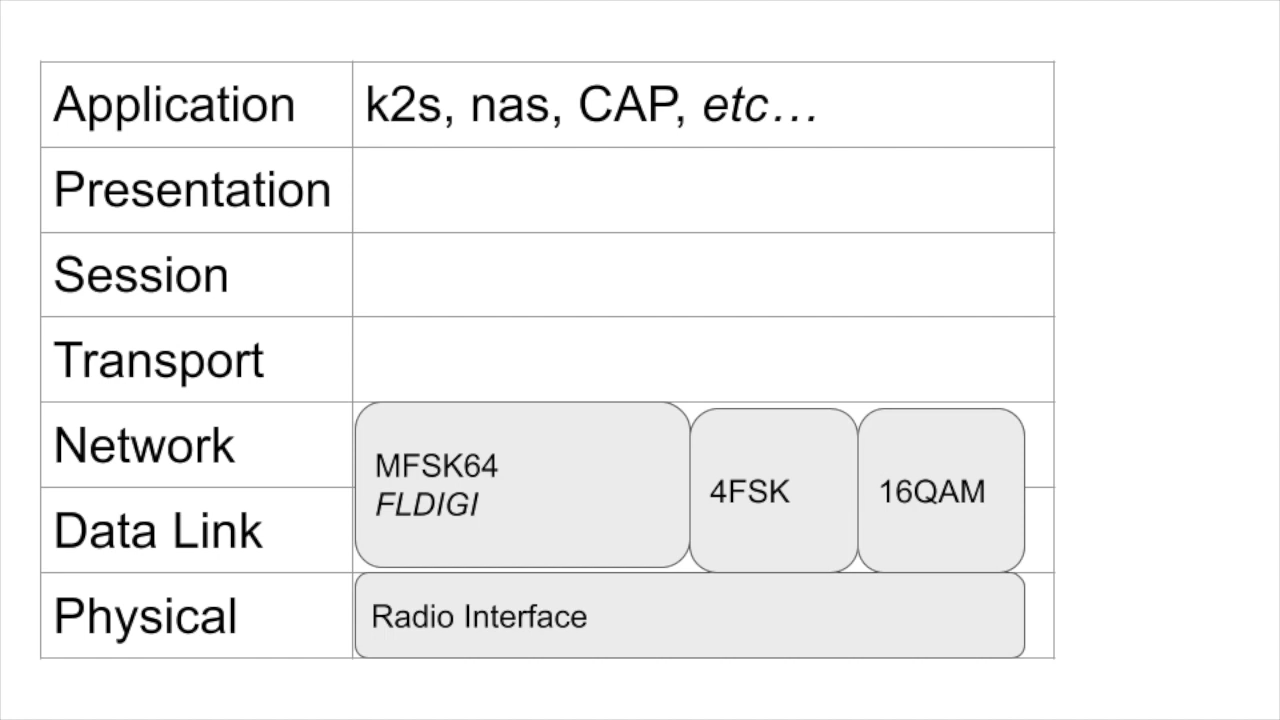 Application k2s, nas, CAP, etc…
Presentation
Session
Transport
Network
MFSK64
FLDIGI
4FSK
16QAM
Data Link
Physical Radio Interface